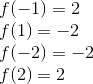 f(−1) = 2
f(1) = −2
f(−2) = −2
f(2) = 2